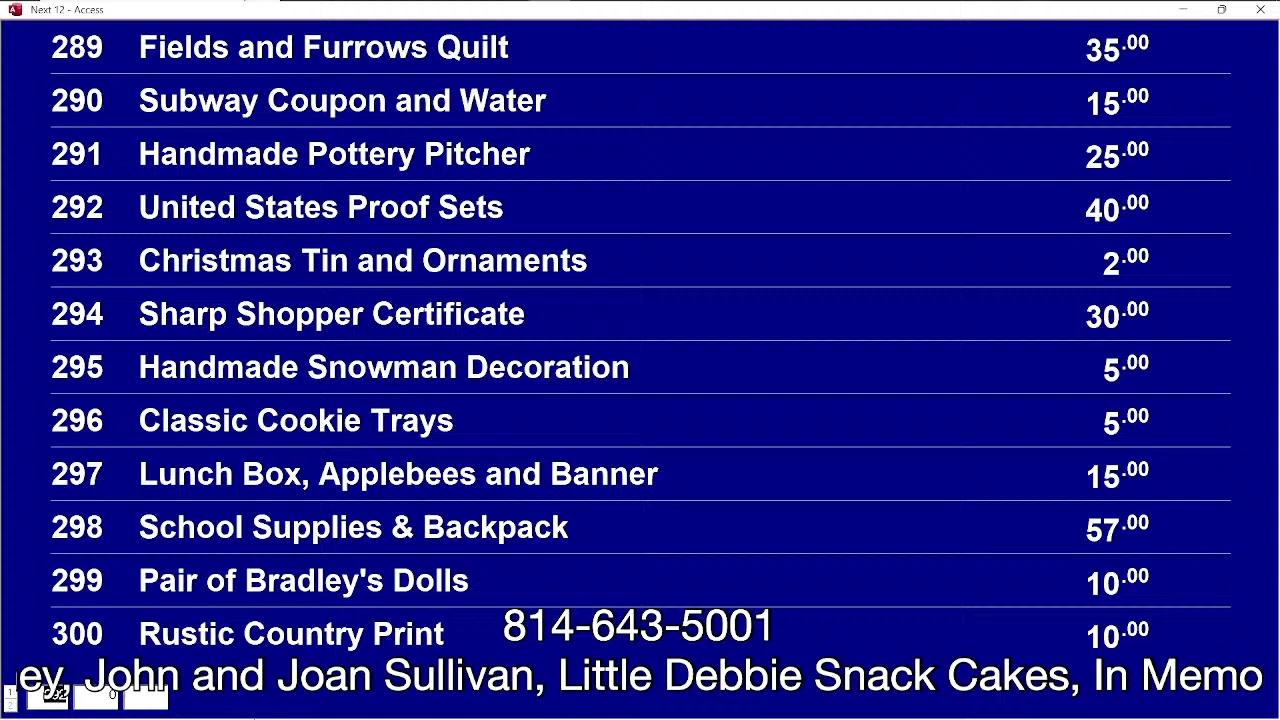 Next 12 - Access
289 Fields and Furrows Quilt 35.00
290 Subway Coupon and Water 15.00
291 Handmade Pottery Pitcher 25.00
292 United States Proof Sets 40.00
293 Christmas Tin and Ornaments 2.00
294 Sharp Shopper Certificate 30.00
295 Handmade Snowman Decoration 5.00
296 Classic Cookie Trays 5.00
297 Lunch Box, Applebees and Banner 15.00
298 School Supplies & Backpack 57.00
299 Pair of Bradley's Dolls 10.00
300 Rustic Country Print 10.00
814-643-5001
ey, John and Joan Sullivan, Little Debbie Snack Cakes, In Memo